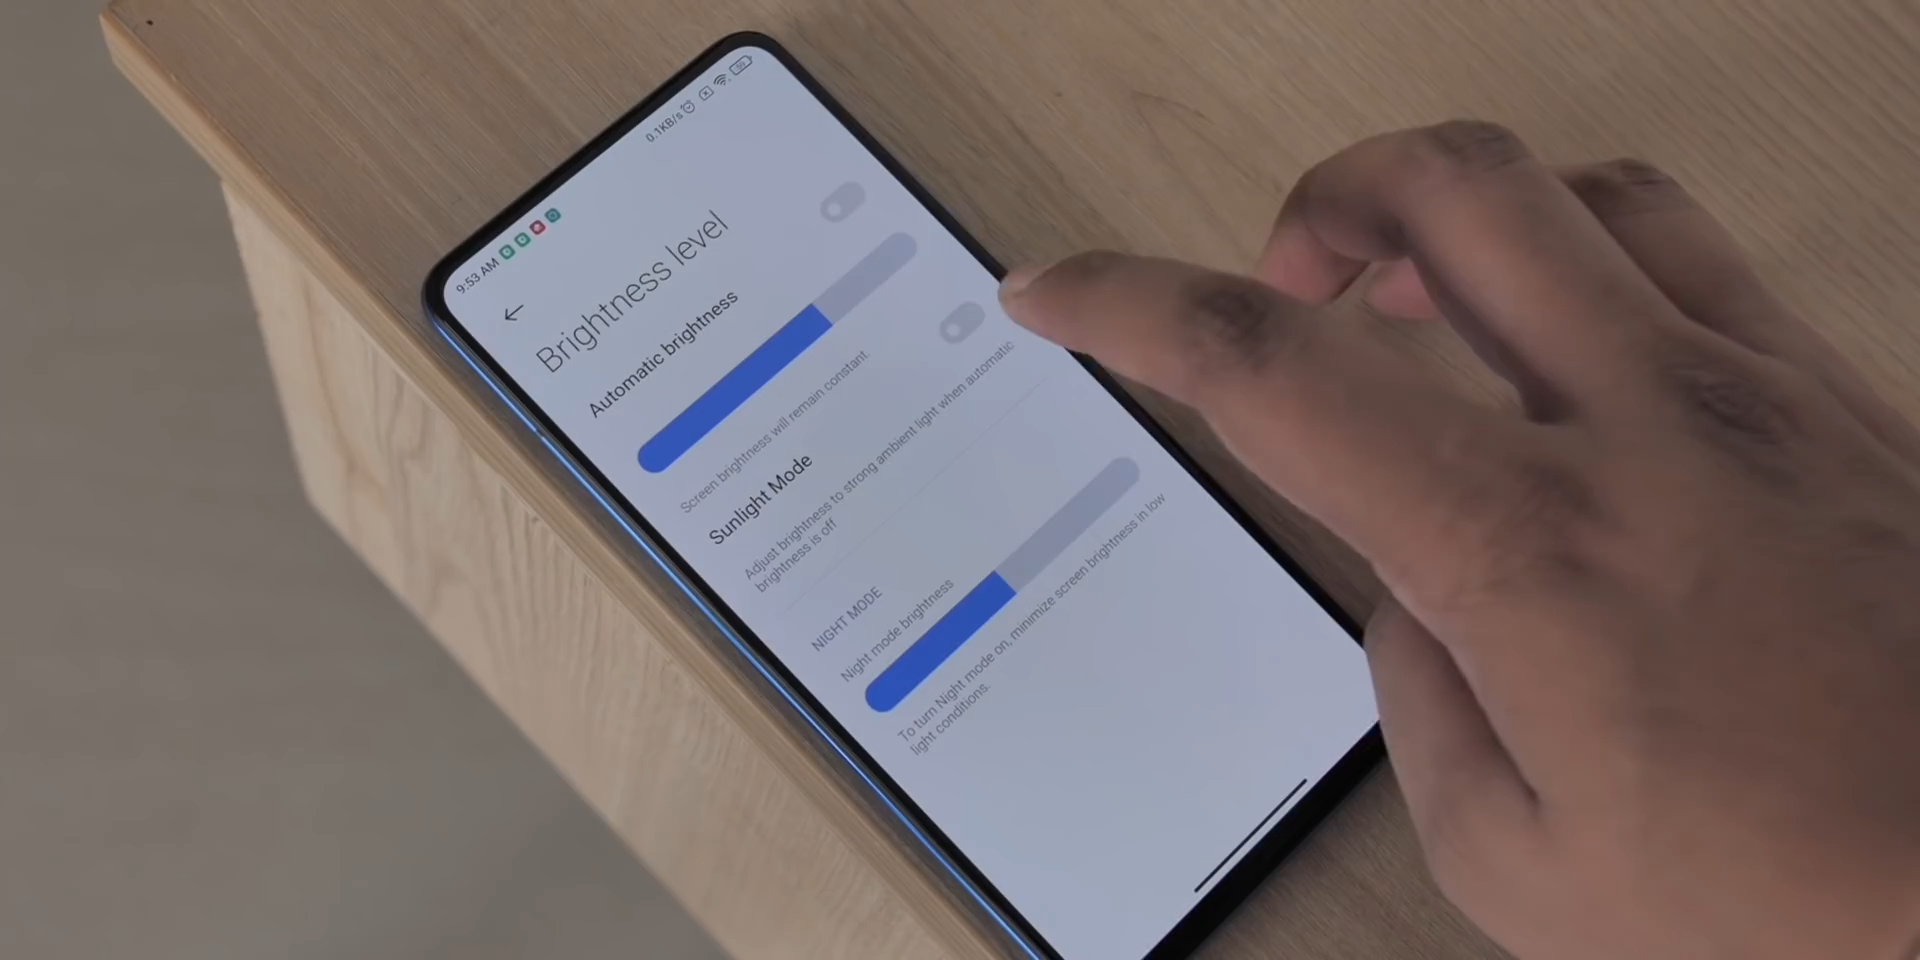 9:53 AM
0.1KB/s
Brightness level
Automatic brightness
Screen brightness will remain constant.
Sunlight Mode
Adjust brightness to strong ambient light when automatic
brightness is off
NIGHT MODE
Night mode brightness
To turn Night mode on, minimize screen brightness in low
light conditions.